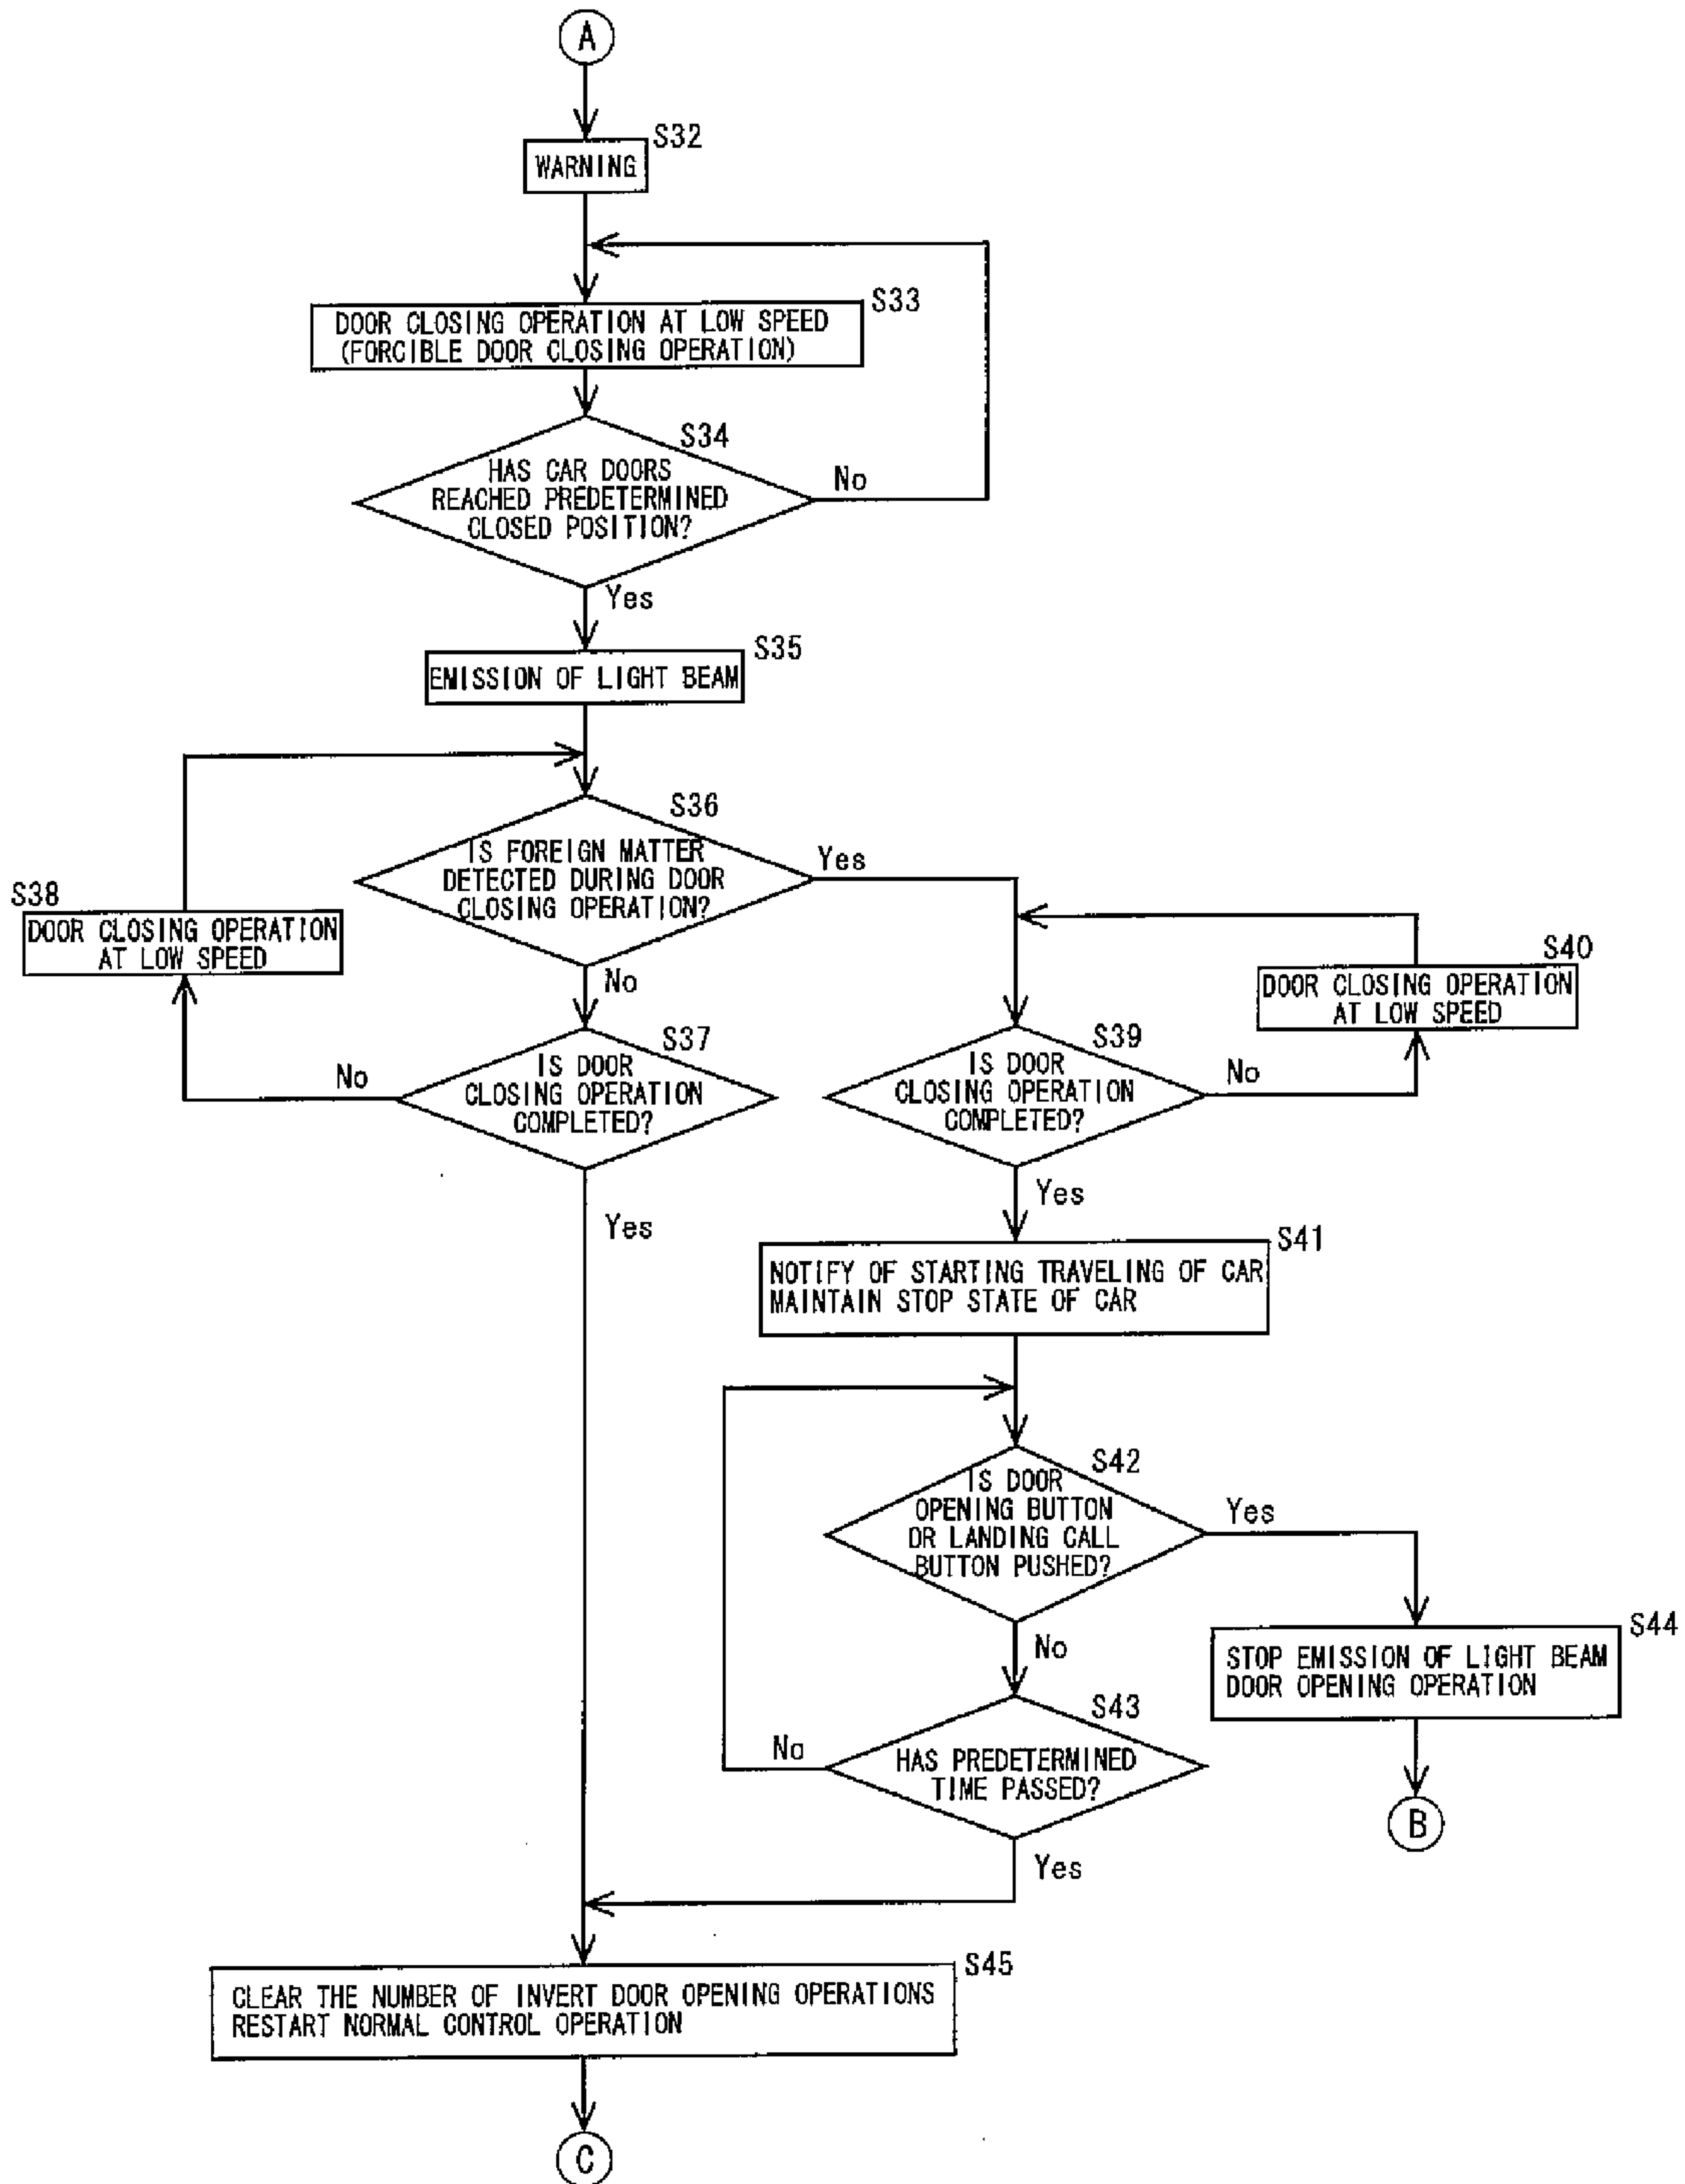 A
S32
WARNING
S33
DOOR CLOSING OPERATION AT LOW SPEED
(FORCIBLE DOOR CLOSING OPERATION)
S34
HAS CAR DOORS
REACHED PREDETERMINED
CLOSED POSITION?
No
Yes
S35
EMISSION OF LIGHT BEAM
S36
IS FOREIGN MATTER
DETECTED DURING DOOR
CLOSING OPERATION?
Yes
No
S38
DOOR CLOSING OPERATION
AT LOW SPEED
S37
IS DOOR
CLOSING OPERATION
COMPLETED?
No
Yes
S39
IS DOOR
CLOSING OPERATION
COMPLETED?
No
S40
DOOR CLOSING OPERATION
AT LOW SPEED
Yes
S41
NOTIFY OF STARTING TRAVELING OF CAR
MAINTAIN STOP STATE OF CAR
S42
IS DOOR
OPENING BUTTON
OR LANDING CALL
BUTTON PUSHED?
Yes
No
S44
STOP EMISSION OF LIGHT BEAM
DOOR OPENING OPERATION
S43
HAS PREDETERMINED
TIME PASSED?
No
B
Yes
S45
CLEAR THE NUMBER OF INVERT DOOR OPENING OPERATIONS
RESTART NORMAL CONTROL OPERATION
C